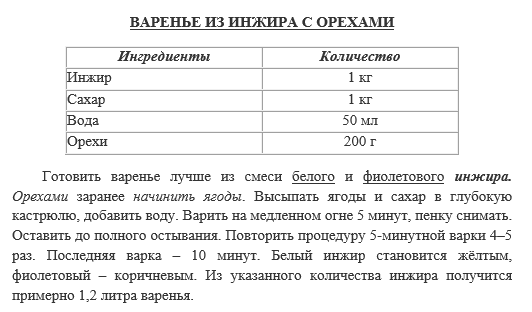 ВАРЕНЬЕ ИЗ ИНЖИРА С ОРЕХАМИ
Ингредиенты Количество
Инжир 1 кг
Сахар 1 кг
Вода 50 мл
Орехи 200 г
Готовить варенье лучше из смеси белого и фиолетового инжира.
Орехами заранее начинить ягоды. Высыпать ягоды и сахар в глубокую
кастрюлю, добавить воду. Варить на медленном огне 5 минут, пенку снимать.
Оставить до полного остывания. Повторить процедуру 5-минутной варки 4–5
раз. Последняя варка – 10 минут. Белый инжир становится жёлтым,
фиолетовый – коричневым. Из указанного количества инжира получится
примерно 1,2 литра варенья.